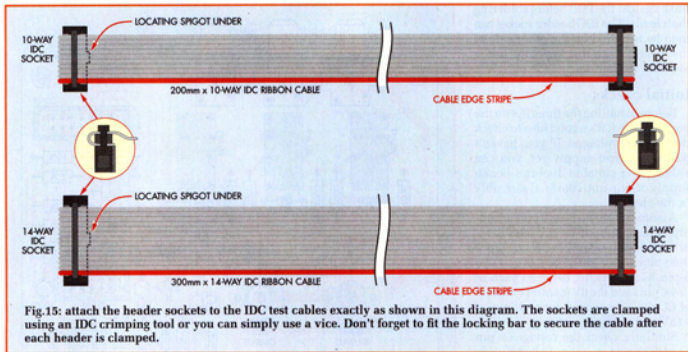 LOCATING SPIGOT UNDER
10-WAY
IDC
SOCKET
10-WAY
IDC
SOCKET
200mm x 10-WAY IDC RIBBON CABLE
CABLE EDGE STRIPE
LOCATING SPIGOT UNDER
14-WAY
IDC
SOCKET
14-WAY
IDC
SOCKET
300mm x 14-WAY IDC RIBBON CABLE
CABLE EDGE STRIPE
Fig.15: attach the header sockets to the IDC test cables exactly as shown in this diagram. The sockets are clamped
using an IDC crimping tool or you can simply use a vice. Don't forget to fit the locking bar to secure the cable after
each header is clamped.